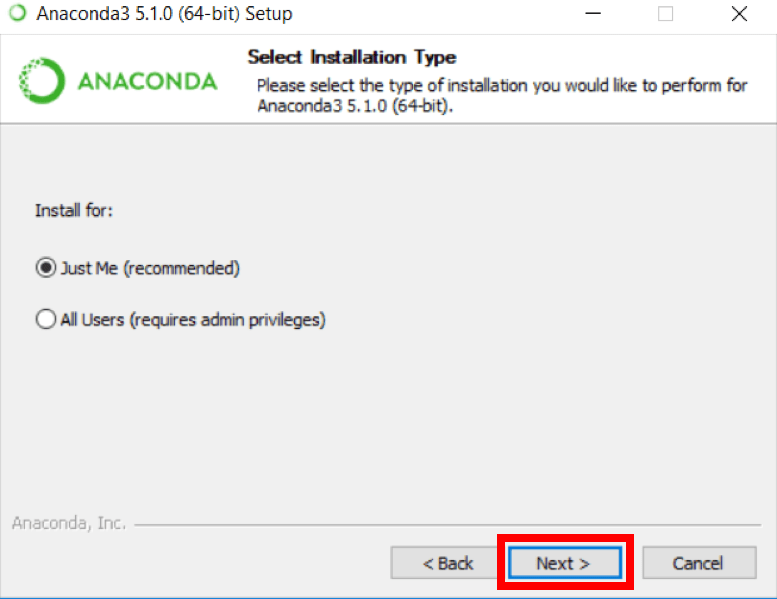 Anaconda3 5.1.0 (64-bit) Setup
ANACONDA
Select Installation Type
Please select the type of installation you would like to perform for
Anaconda3 5.1.0 (64-bit).
Install for:
Just Me (recommended)
All Users (requires admin privileges)
Anaconda, Inc.
< Back
Next >
Cancel